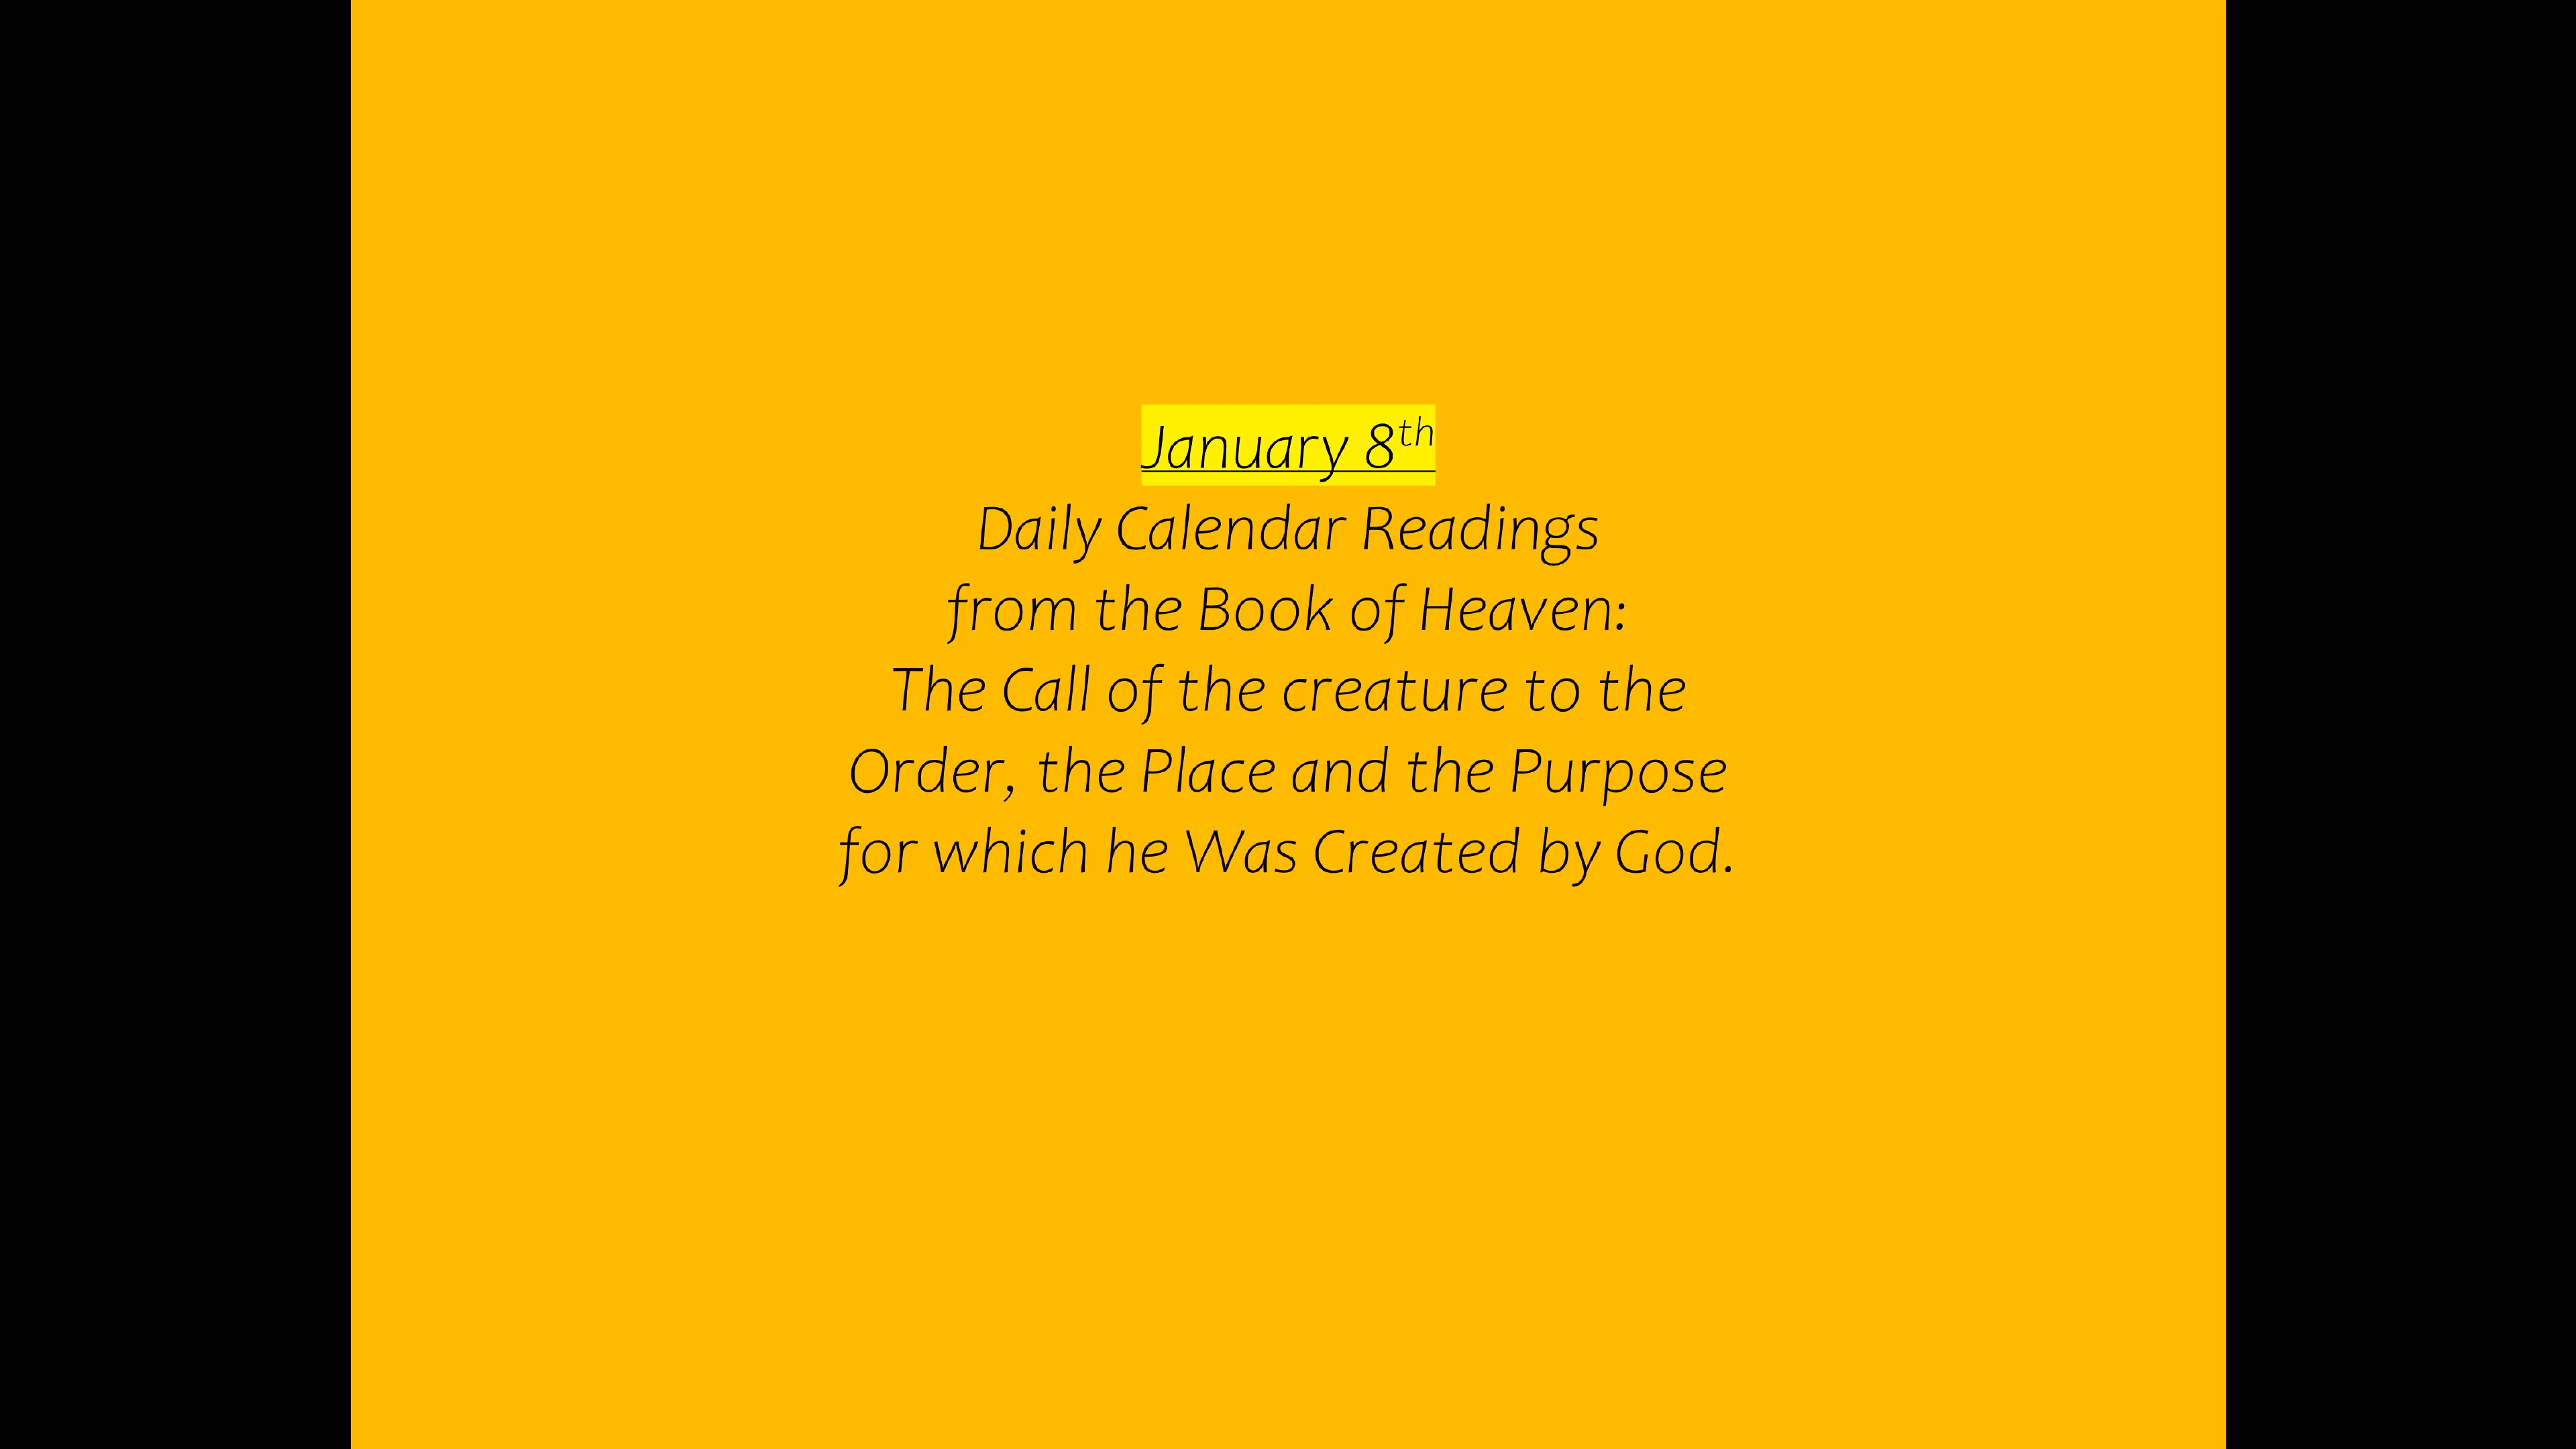 January 8th
Daily Calendar Readings
from the Book of Heaven:
The Call of the creature to the
Order, the Place and the Purpose
for which he Was Created by God.